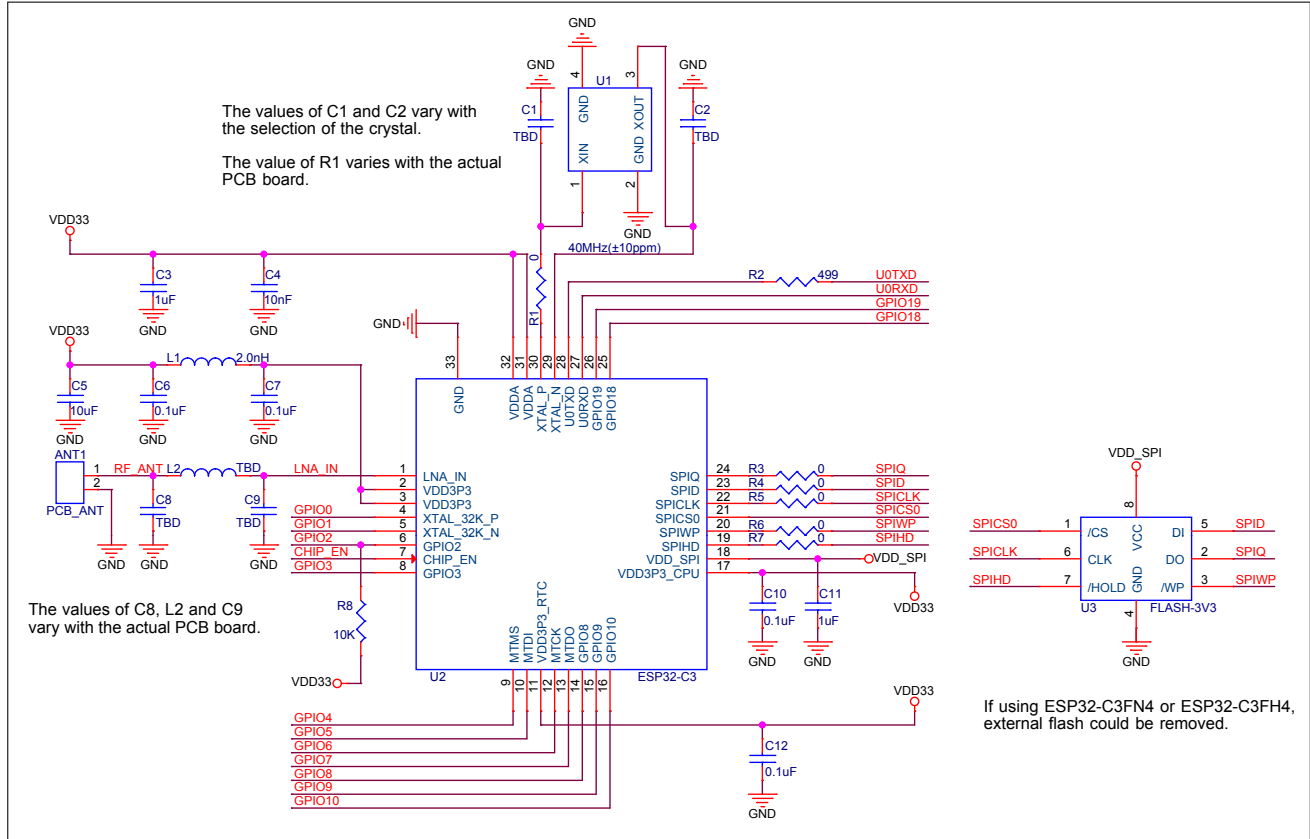 GND
GND
GND
4
3
U1
C1
TBD
GND
XOUT
C2
TBD
XIN
GND
1
2
GND
The values of C1 and C2 vary with
the selection of the crystal.
The value of R1 varies with the actual
PCB board.
VDD33
40MHz(±10ppm)
C3
1uF
GND
C4
10nF
GND
0
R1
R2
499
U0TXD
U0RXD
GPIO19
GPIO18
GND
VDD33
L1
2.0nH
C5
10uF
GND
C6
0.1uF
GND
C7
0.1uF
GND
33
32
31
30
29
28
27
26
25
GND
VDDA
VDDA
XTAL_P
XTAL_N
U0TXD
U0RXD
GPIO19
GPIO18
ANT1
1
2
PCB_ANT
RF_ANT
L2
TBD
LNA_IN
C8
TBD
C9
TBD
GND
GND
GND
GPIO0
GPIO1
GPIO2
CHIP_EN
GPIO3
1
2
3
4
5
6
7
8
LNA_IN
VDD3P3
VDD3P3
XTAL_32K_P
XTAL_32K_N
GPIO2
CHIP_EN
GPIO3
SPIQ
SPID
SPICLK
SPICS0
SPIWP
SPIHD
VDD_SPI
VDD3P3_CPU
24
23
22
21
20
19
18
17
R3
0
SPIQ
R4
0
SPID
R5
0
SPICLK
SPICS0
R6
0
SPIWP
R7
0
SPIHD
VDD_SPI
C10
0.1uF
GND
C11
1uF
GND
VDD33
VDD_SPI
8
SPICS0
1
/CS
VCC
DI
5
SPID
SPICLK
6
CLK
DO
2
SPIQ
SPIHD
7
/HOLD
GND
/WP
3
SPIWP
U3
4
FLASH-3V3
GND
The values of C8, L2 and C9
vary with the actual PCB board.
R8
10K
VDD33
MTMS
MTDI
VDD3P3_RTC
MTCK
MTDO
GPIO8
GPIO9
GPIO10
U2
ESP32-C3
9
10
11
12
13
14
15
16
GPIO4
GPIO5
GPIO6
GPIO7
GPIO8
GPIO9
GPIO10
VDD33
C12
0.1uF
GND
If using ESP32-C3FN4 or ESP32-C3FH4,
external flash could be removed.